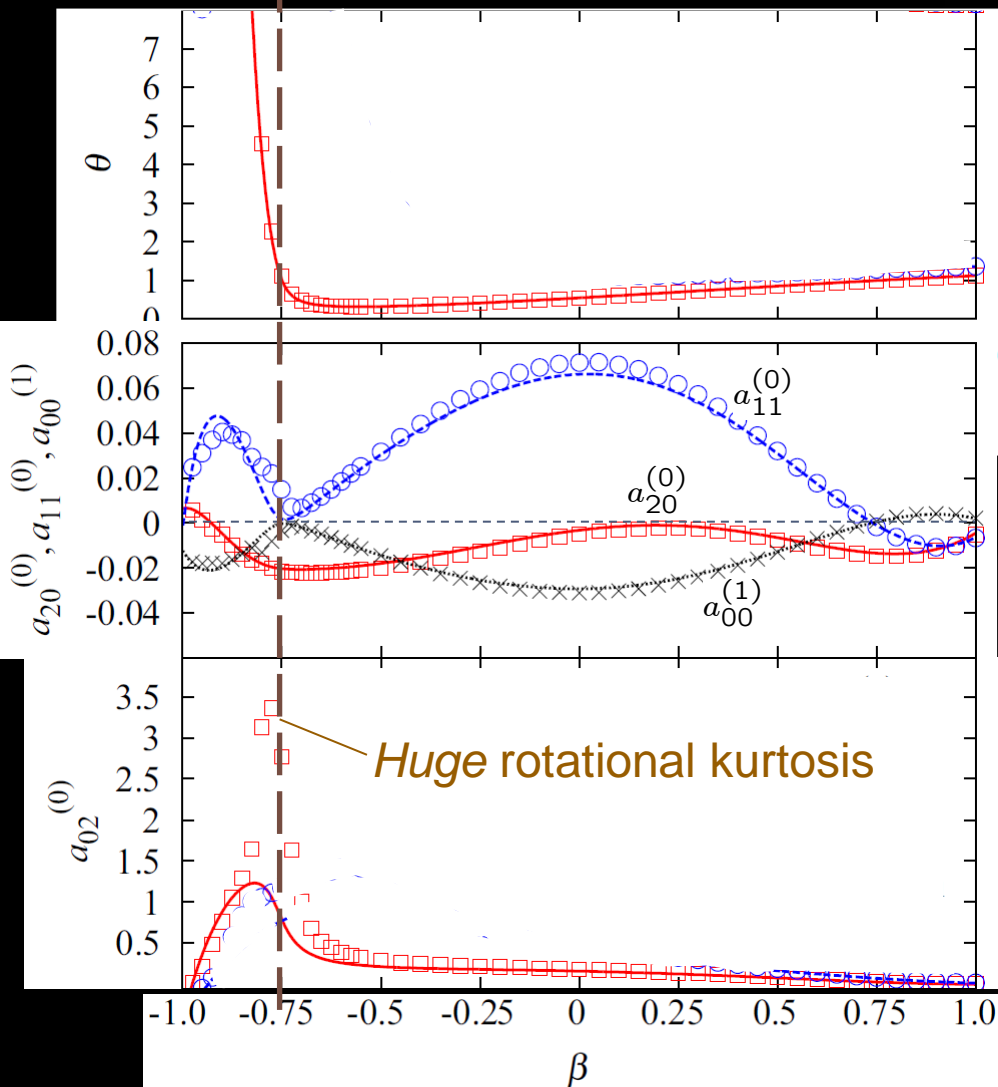 7
6
5
4
3
2
1
0
θ
0.08
0.06
0.04
0.02
0
-0.02
-0.04
a₂₀⁽⁰⁾, a₁₁⁽⁰⁾, a₀₀⁽¹⁾
a₁₁⁽⁰⁾
a₂₀⁽⁰⁾
a₀₀⁽¹⁾
3.5
3
2.5
2
1.5
1
0.5
a₀₂⁽⁰⁾
Huge rotational kurtosis
-1.0 -0.75 -0.5 -0.25 0 0.25 0.5 0.75 1.0
β